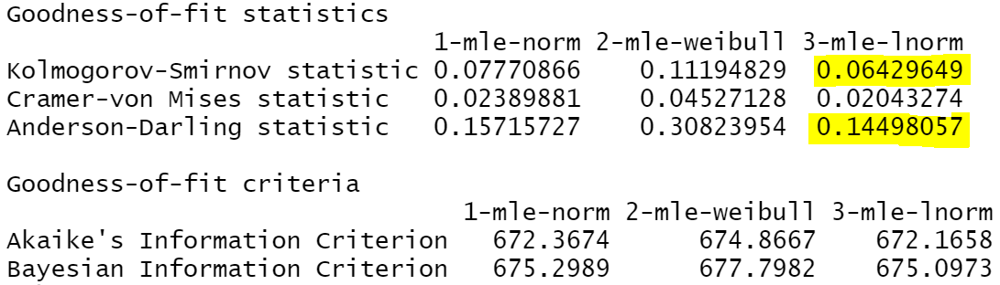 Goodness-of-fit statistics
1-mle-norm 2-mle-weibull 3-mle-lnorm
Kolmogorov-Smirnov statistic 0.07770866 0.11194829 0.06429649
Cramer-von Mises statistic 0.02389881 0.04527128 0.02043274
Anderson-Darling statistic 0.15715727 0.30823954 0.14498057
Goodness-of-fit criteria
1-mle-norm 2-mle-weibull 3-mle-lnorm
Akaike's Information Criterion 672.3674 674.8667 672.1658
Bayesian Information Criterion 675.2989 677.7982 675.0973